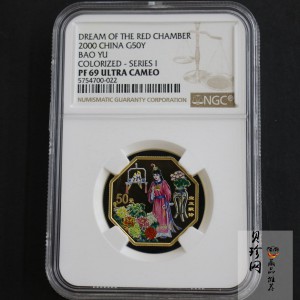 DREAM OF THE RED CHAMBER
2000 CHINA G50Y
BAO YU
COLORIZED - SERIES I
PF 69 ULTRA CAMEO
5754700-022
NUMISMATIC GUARANTY CORPORATION
NGC
50元
贝珍网